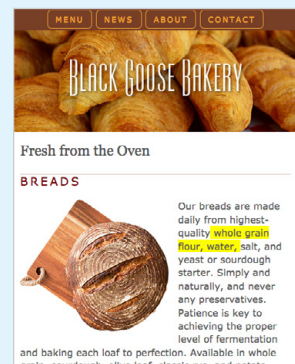 MENU NEWS ABOUT CONTACT
BLACK GOOSE BAKERY
Fresh from the Oven
BREADS
Our breads are made
daily from highest-
quality whole grain
flour, water, salt, and
yeast or sourdough
starter. Simply and
naturally, and never
any preservatives.
Patience is key to
achieving the proper
level of fermentation
and baking each loaf to perfection. Available in whole